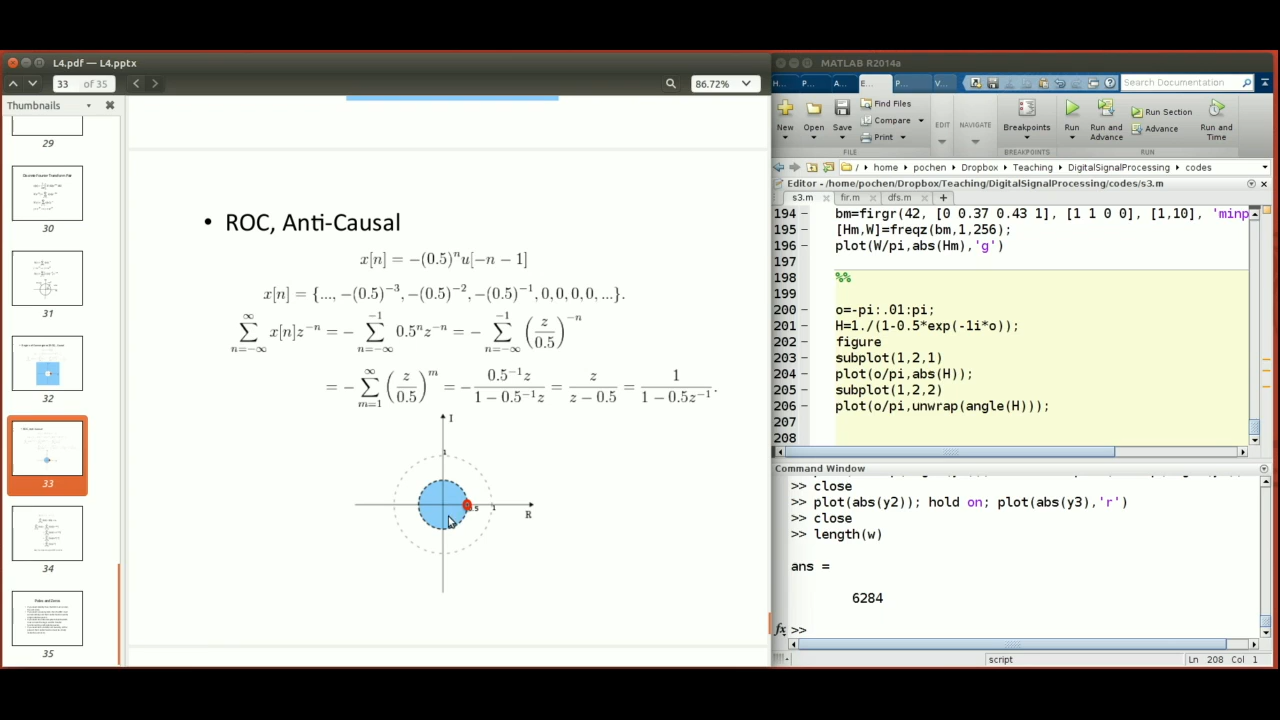 L4.pdf — L4.pptx
33 of 35
86.72%
Thumbnails
29
30
31
32
33
34
35
• ROC, Anti-Causal
x[n] = −(0.5)ⁿu[−n − 1]
x[n] = {..., −(0.5)⁻³, −(0.5)⁻², −(0.5)⁻¹, 0, 0, 0, 0, ...}.
∑_{n=−∞}^{∞} x[n]z⁻ⁿ = − ∑_{n=−∞}^{−1} 0.5ⁿz⁻ⁿ = − ∑_{n=−∞}^{−1} (z/0.5)⁻ⁿ
= − ∑_{m=1}^{∞} (z/0.5)ᵐ = − 0.5⁻¹z/(1 − 0.5⁻¹z) = z/(z − 0.5) = 1/(1 − 0.5z⁻¹).
I
1
1
R
MATLAB R2014a
H... P... A... E... P... V...
Search Documentation
New Open Save
Find Files
Compare
Print
EDIT
NAVIGATE
Breakpoints
Run
Run and Advance
Run Section
Advance
Run and Time
FILE
BREAKPOINTS
RUN
/ ▸ home ▸ pochen ▸ Dropbox ▸ Teaching ▸ DigitalSignalProcessing ▸ codes
Editor - /home/pochen/Dropbox/Teaching/DigitalSignalProcessing/codes/s3.m
s3.m × fir.m × dfs.m × +
194 – bm=firgr(42, [0 0.37 0.43 1], [1 1 0 0], [1,10], 'minp
195 – [Hm,W]=freqz(bm,1,256);
196 – plot(W/pi,abs(Hm),'g')
197
198 %%
199
200 – o=-pi:.01:pi;
201 – H=1./(1-0.5*exp(-1i*o));
202 – figure
203 – subplot(1,2,1)
204 – plot(o/pi,abs(H));
205 – subplot(1,2,2)
206 – plot(o/pi,unwrap(angle(H)));
207
208
Command Window
>> close
>> plot(abs(y2)); hold on; plot(abs(y3),'r')
>> close
>> length(w)
ans =
6284
fx >>
script
Ln 208 Col 1